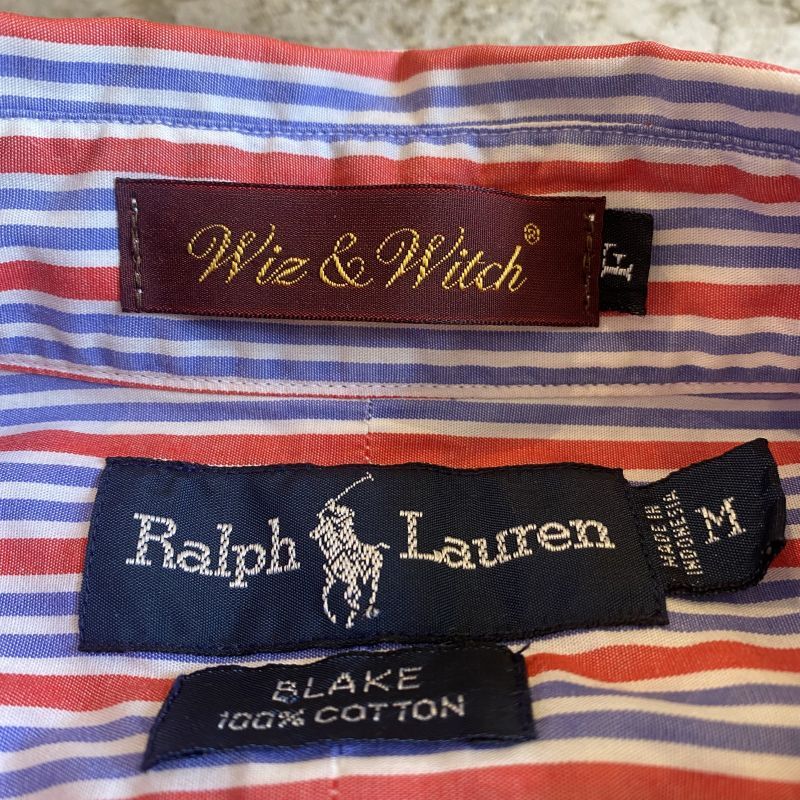 Wiz & Witch®
F
Ralph Lauren
MADE IN
INDONESIA
M
BLAKE
100% COTTON